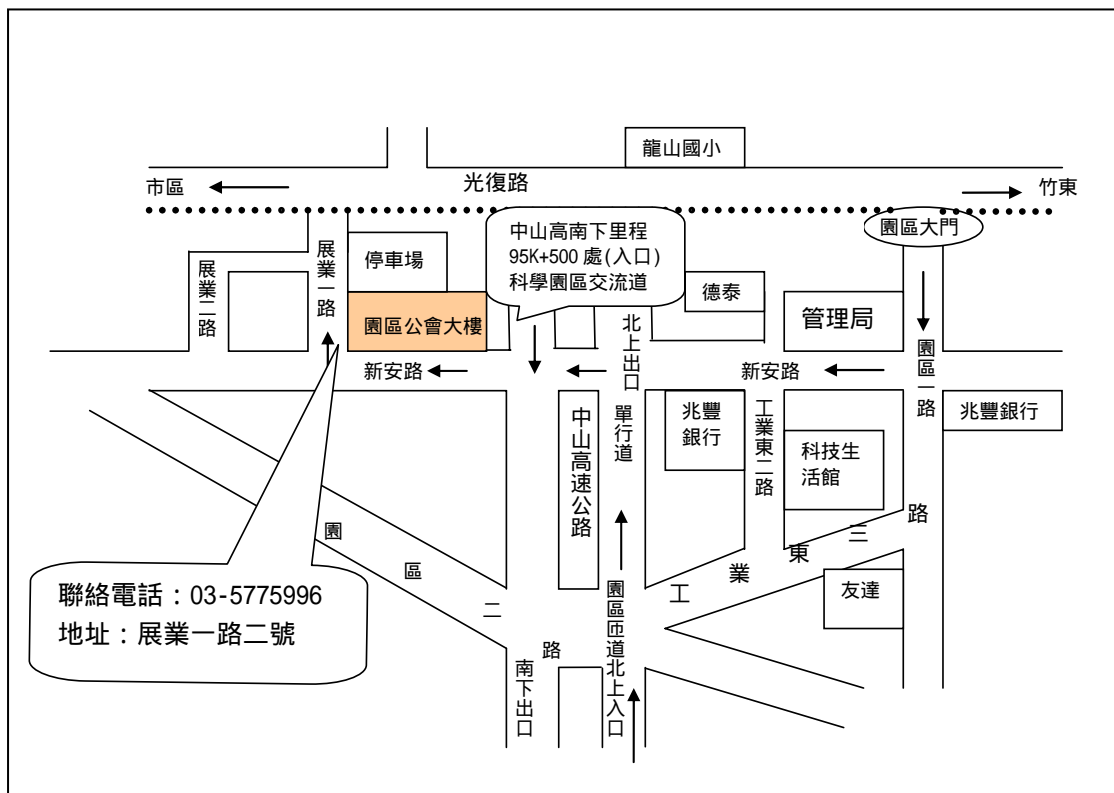 龍山國小
市區
光復路
竹東
園區大門
中山高南下里程
95K+500 處(入口)
科學園區交流道
停車場
展業一路
展業二路
德泰
管理局
園區公會大樓
北上出口
園區一路
新安路
新安路
兆豐
銀行
兆豐銀行
工業東二路
單行道
中山高速公路
科技生
活館
工業東三路
園區二路
友達
聯絡電話：03-5775996
地址：展業一路二號
園區匝道北上入口
南下出口